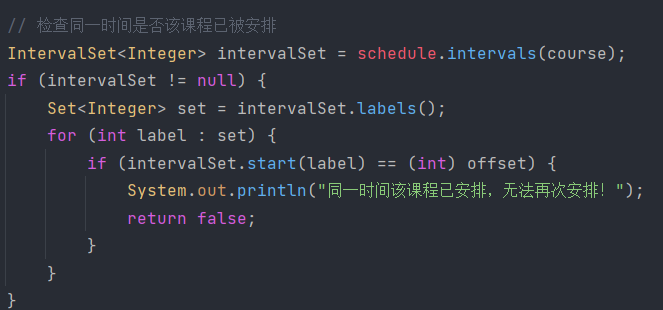 // 检查同一时间是否该课程已被安排
IntervalSet<Integer> intervalSet = schedule.intervals(course);
if (intervalSet != null) {
    Set<Integer> set = intervalSet.labels();
    for (int label : set) {
        if (intervalSet.start(label) == (int) offset) {
            System.out.println("同一时间该课程已安排，无法再次安排！");
            return false;
        }
    }
}